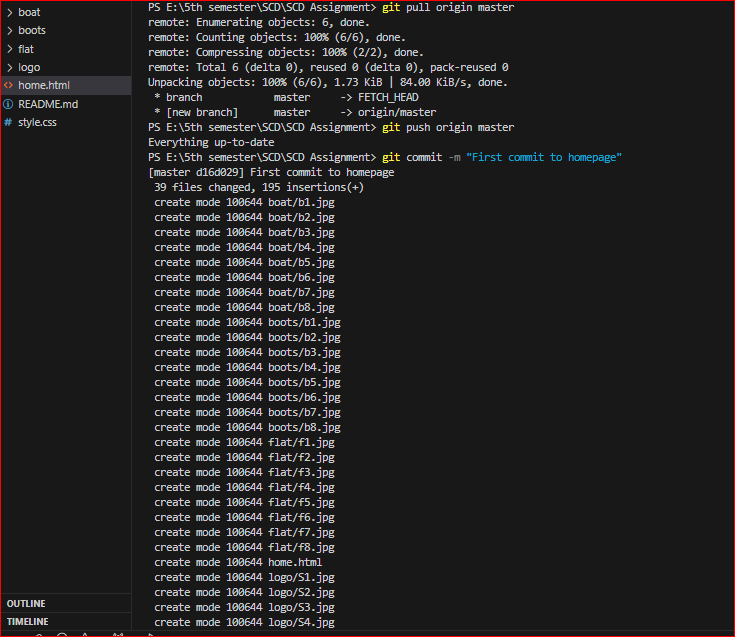 boat
boots
flat
logo
home.html
README.md
style.css
OUTLINE
TIMELINE
PS E:\5th semester\SCD\SCD Assignment> git pull origin master
remote: Enumerating objects: 6, done.
remote: Counting objects: 100% (6/6), done.
remote: Compressing objects: 100% (2/2), done.
remote: Total 6 (delta 0), reused 0 (delta 0), pack-reused 0
Unpacking objects: 100% (6/6), 1.73 KiB | 84.00 KiB/s, done.
* branch            master     -> FETCH_HEAD
* [new branch]      master     -> origin/master
PS E:\5th semester\SCD\SCD Assignment> git push origin master
Everything up-to-date
PS E:\5th semester\SCD\SCD Assignment> git commit -m "First commit to homepage"
[master d16d029] First commit to homepage
39 files changed, 195 insertions(+)
create mode 100644 boat/b1.jpg
create mode 100644 boat/b2.jpg
create mode 100644 boat/b3.jpg
create mode 100644 boat/b4.jpg
create mode 100644 boat/b5.jpg
create mode 100644 boat/b6.jpg
create mode 100644 boat/b7.jpg
create mode 100644 boat/b8.jpg
create mode 100644 boots/b1.jpg
create mode 100644 boots/b2.jpg
create mode 100644 boots/b3.jpg
create mode 100644 boots/b4.jpg
create mode 100644 boots/b5.jpg
create mode 100644 boots/b6.jpg
create mode 100644 boots/b7.jpg
create mode 100644 boots/b8.jpg
create mode 100644 flat/f1.jpg
create mode 100644 flat/f2.jpg
create mode 100644 flat/f3.jpg
create mode 100644 flat/f4.jpg
create mode 100644 flat/f5.jpg
create mode 100644 flat/f6.jpg
create mode 100644 flat/f7.jpg
create mode 100644 flat/f8.jpg
create mode 100644 home.html
create mode 100644 logo/S1.jpg
create mode 100644 logo/S2.jpg
create mode 100644 logo/S3.jpg
create mode 100644 logo/S4.jpg